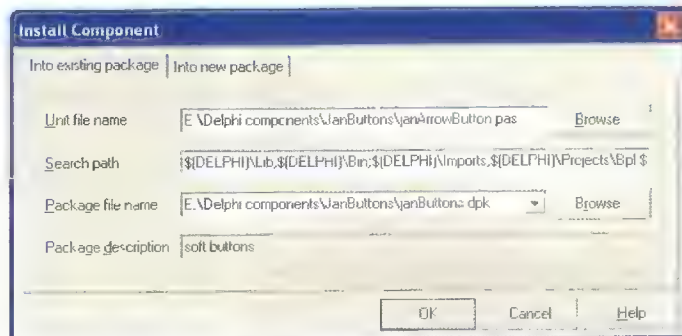 Install Component
Into existing package
Into new package
Unit file name
E:\Delphi components\JanButtons\janArrowButton.pas
Browse
Search path
$(DELPHI)\Lib;$(DELPHI)\Bin;$(DELPHI)\Imports;$(DELPHI)\Projects\Bpl $
Package file name
E:\Delphi components\JanButtons\janButtons.dpk
Browse
Package description
soft buttons
OK
Cancel
Help